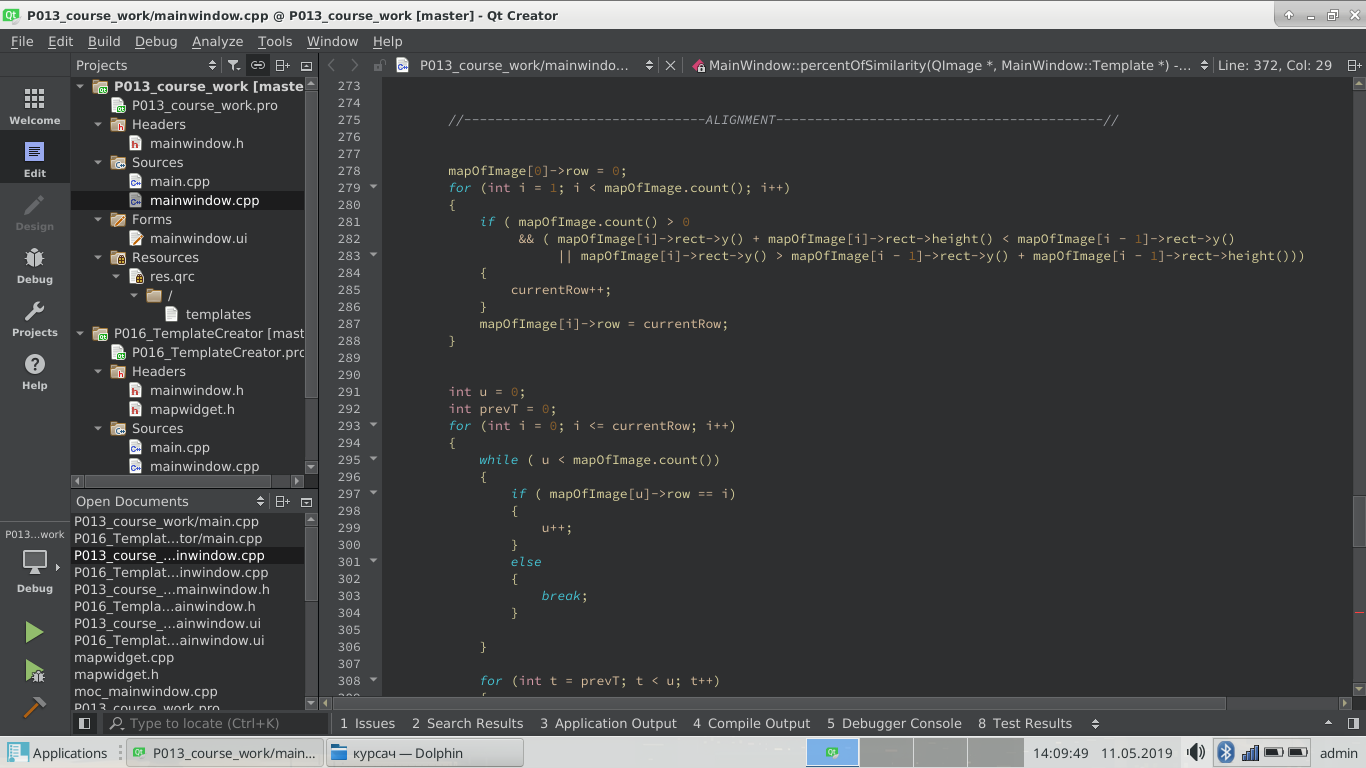 P013_course_work/mainwindow.cpp @ P013_course_work [master] - Qt Creator
File Edit Build Debug Analyze Tools Window Help
Projects
P013_course_work/mainwindo...
MainWindow::percentOfSimilarity(QImage *, MainWindow::Template *) -...
Line: 372, Col: 29
Welcome
Edit
Design
Debug
Projects
Help
P013...work
Debug
P013_course_work [maste
P013_course_work.pro
Headers
mainwindow.h
Sources
main.cpp
mainwindow.cpp
Forms
mainwindow.ui
Resources
res.qrc
/
templates
P016_TemplateCreator [mast
P016_TemplateCreator.pro
Headers
mainwindow.h
mapwidget.h
Sources
main.cpp
mainwindow.cpp
Open Documents
P013_course_work/main.cpp
P016_Templat...tor/main.cpp
P013_course_...inwindow.cpp
P016_Templat...inwindow.cpp
P013_course_...mainwindow.h
P016_Templa...ainwindow.h
P013_course_...ainwindow.ui
P016_Templat...ainwindow.ui
mapwidget.cpp
mapwidget.h
moc_mainwindow.cpp
P013_course_work.pro
273
274
275 //-------------------------------ALIGNMENT------------------------------------------//
276
277
278 mapOfImage[0]->row = 0;
279 for (int i = 1; i < mapOfImage.count(); i++)
280 {
281 if ( mapOfImage.count() > 0
282 && ( mapOfImage[i]->rect->y() + mapOfImage[i]->rect->height() < mapOfImage[i - 1]->rect->y()
283 || mapOfImage[i]->rect->y() > mapOfImage[i - 1]->rect->y() + mapOfImage[i - 1]->rect->height()))
284 {
285 currentRow++;
286 }
287 mapOfImage[i]->row = currentRow;
288 }
289
290
291 int u = 0;
292 int prevT = 0;
293 for (int i = 0; i <= currentRow; i++)
294 {
295 while ( u < mapOfImage.count())
296 {
297 if ( mapOfImage[u]->row == i)
298 {
299 u++;
300 }
301 else
302 {
303 break;
304 }
305
306 }
307
308 for (int t = prevT; t < u; t++)
309 {
Type to locate (Ctrl+K)
1 Issues 2 Search Results 3 Application Output 4 Compile Output 5 Debugger Console 8 Test Results
Applications
P013_course_work/main...
курсач — Dolphin
14:09:49 11.05.2019
admin